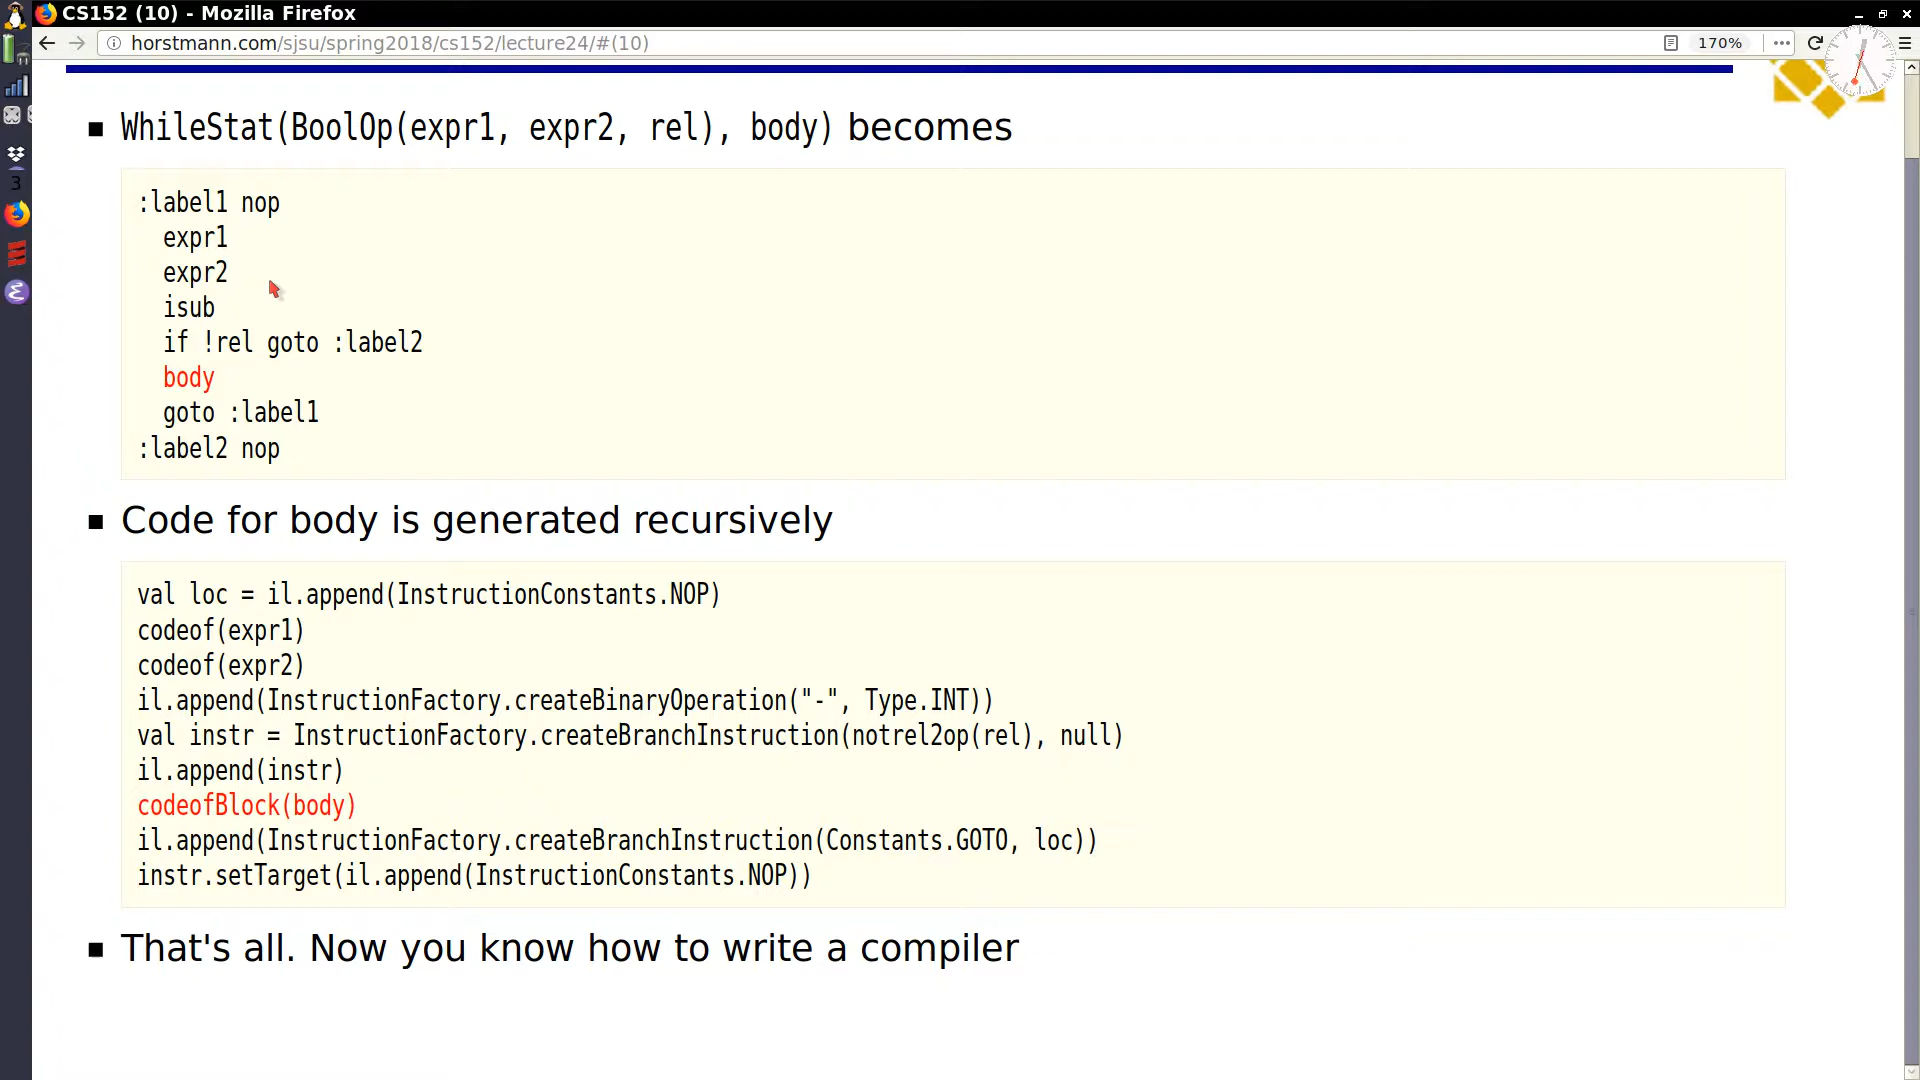 CS152 (10) - Mozilla Firefox
horstmann.com/sjsu/spring2018/cs152/lecture24/#(10)
170%
3
WhileStat(BoolOp(expr1, expr2, rel), body) becomes
:label1 nop
expr1
expr2
isub
if !rel goto :label2
body
goto :label1
:label2 nop
Code for body is generated recursively
val loc = il.append(InstructionConstants.NOP)
codeof(expr1)
codeof(expr2)
il.append(InstructionFactory.createBinaryOperation("-", Type.INT))
val instr = InstructionFactory.createBranchInstruction(notrel2op(rel), null)
il.append(instr)
codeofBlock(body)
il.append(InstructionFactory.createBranchInstruction(Constants.GOTO, loc))
instr.setTarget(il.append(InstructionConstants.NOP))
That's all. Now you know how to write a compiler